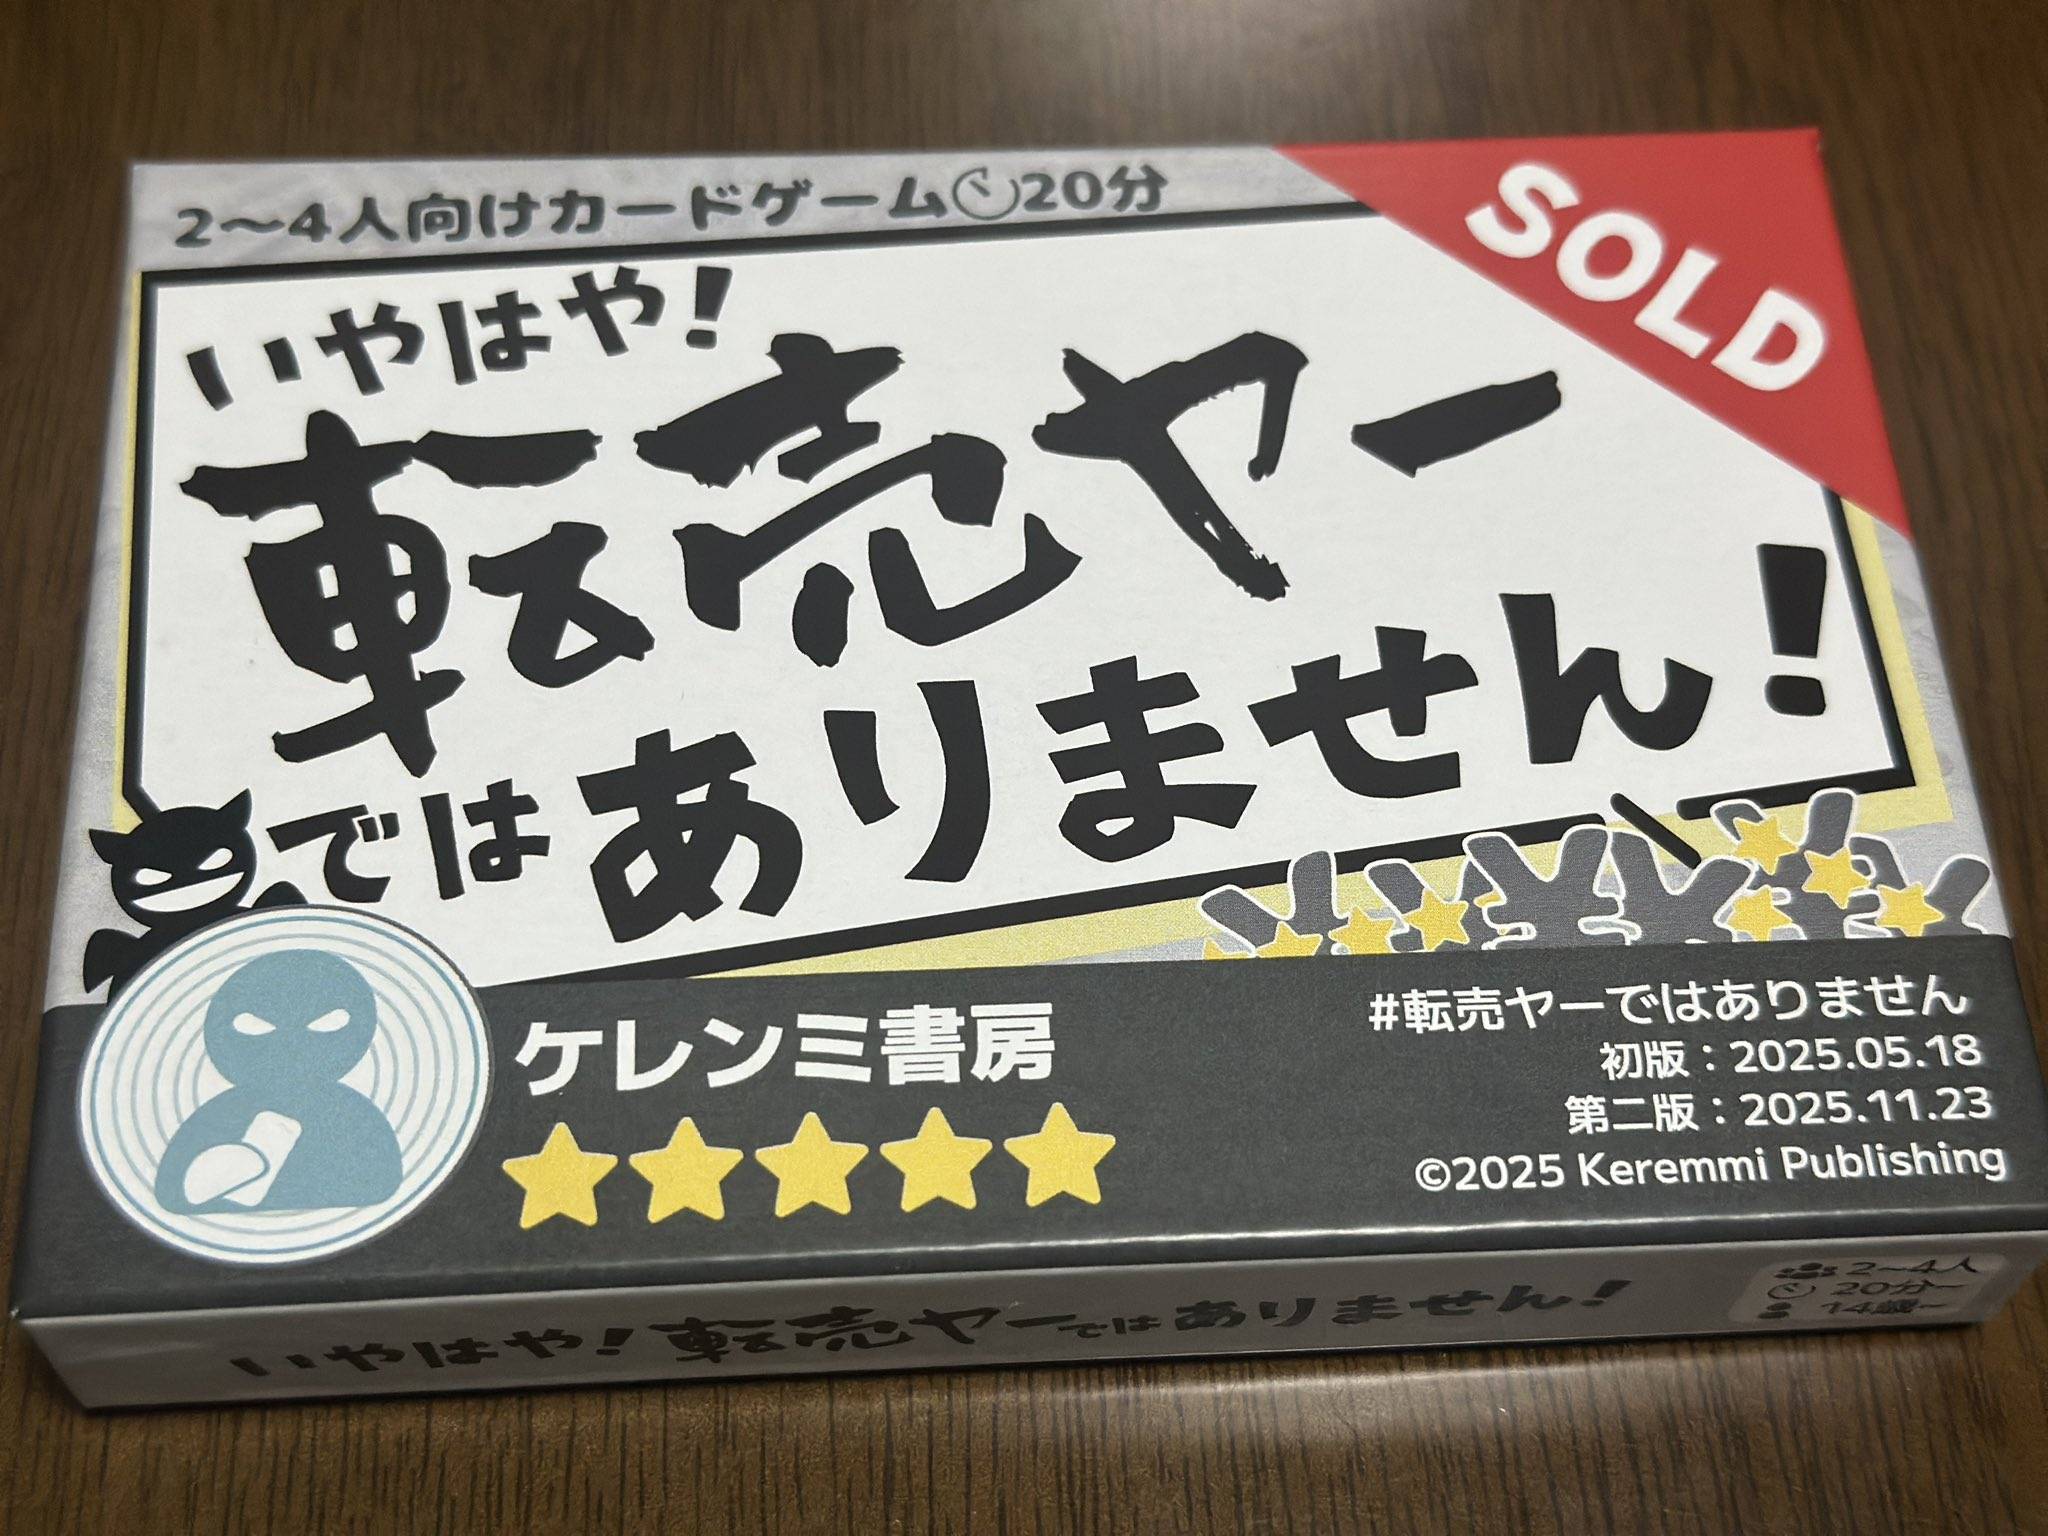 2〜4人向けカードゲーム 20分
SOLD
いやはや!
転売ヤー
ではありません!
ケレンミ書房
#転売ヤーではありません
初版：2025.05.18
第二版：2025.11.23
©2025 Keremmi Publishing
いやはや!転売ヤーではありません!
2〜4人
20分〜
14歳〜